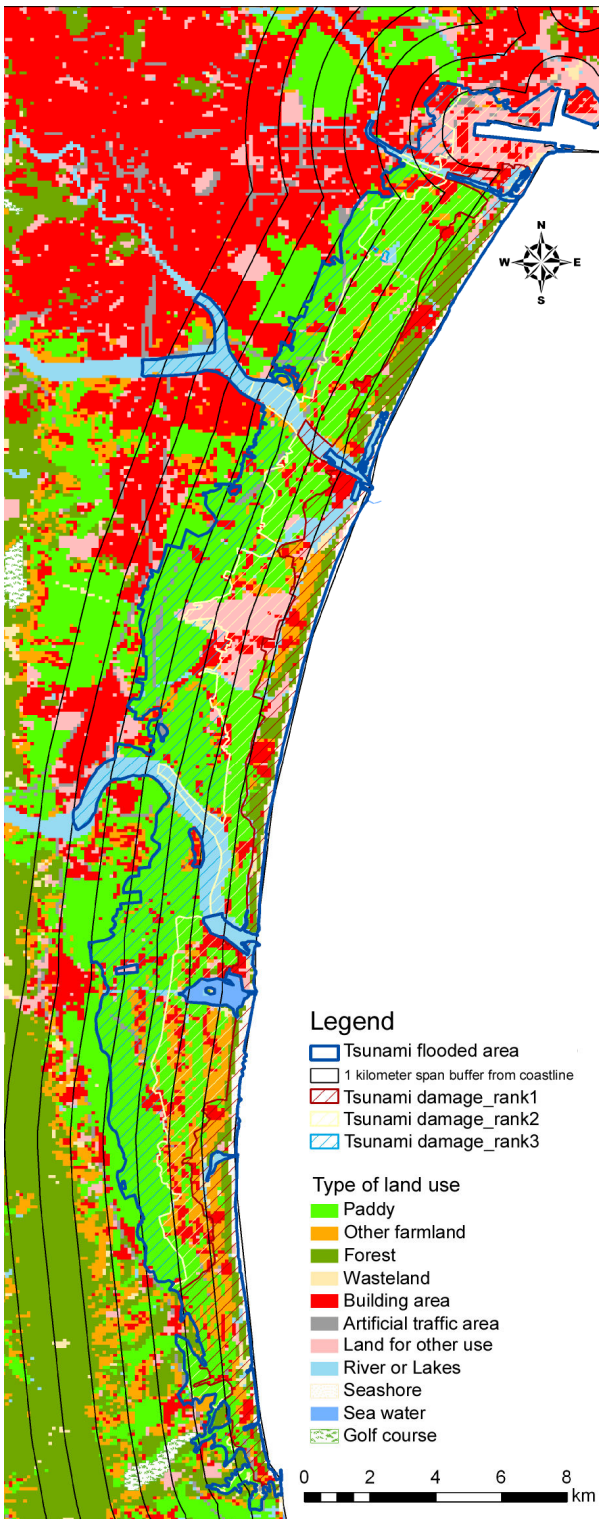 N
W E
S
Legend
Tsunami flooded area
1 kilometer span buffer from coastline
Tsunami damage_rank1
Tsunami damage_rank2
Tsunami damage_rank3
Type of land use
Paddy
Other farmland
Forest
Wasteland
Building area
Artificial traffic area
Land for other use
River or Lakes
Seashore
Sea water
Golf course
0 2 4 6 8
km